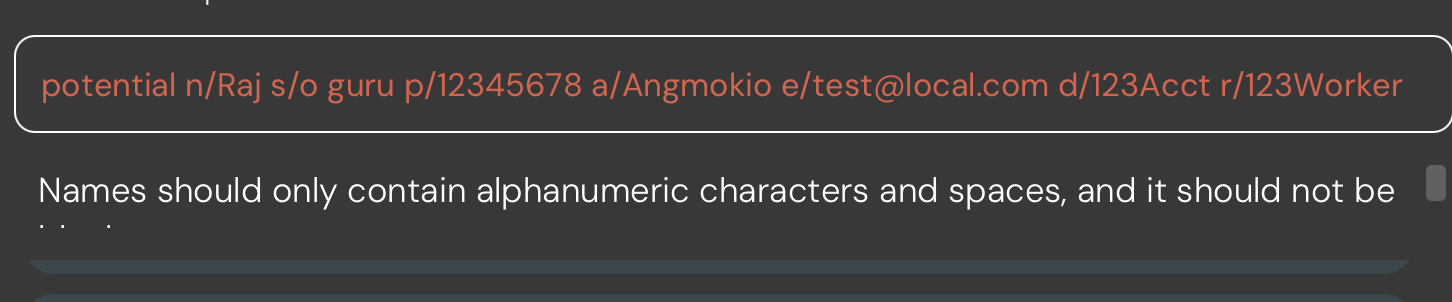 potential n/Raj s/o guru p/12345678 a/Angmokio e/test@local.com d/123Acct r/123Worker
Names should only contain alphanumeric characters and spaces, and it should not be